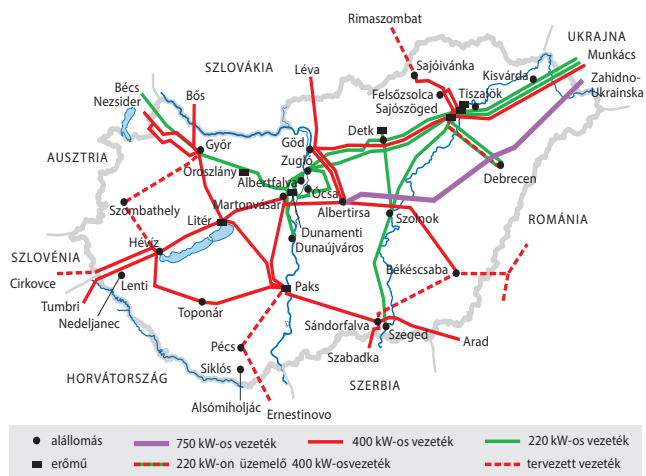 Rimaszombat
UKRAJNA
Munkács
SZLOVÁKIA
Léva
Sajóivánka
Kisvárda
Zahidno-
Ukrainska
Bécs
Nezsider
Bős
Felsőzsolca
Sajószöged
Tiszalök
Detk
AUSZTRIA
Győr
Göd
Zugló
Oroszlány
Albertfalva
Ócsa
Debrecen
Szombathely
Martonvásár
Albertirsa
Szolnok
ROMÁNIA
Litér
Dunamenti
Dunaújváros
Hévíz
SZLOVÉNIA
Cirkovce
Békéscsaba
Lenti
Tumbri
Nedeljanec
Toponár
Paks
Sándorfalva
Szeged
Arad
Szabadka
Pécs
Siklós
HORVÁTORSZÁG
Alsómiholjác
SZERBIA
Ernestinovo
alállomás
750 kW-os vezeték
400 kW-os vezeték
220 kW-os vezeték
erőmű
220 kW-on üzemelő 400 kW-osvezeték
tervezett vezeték